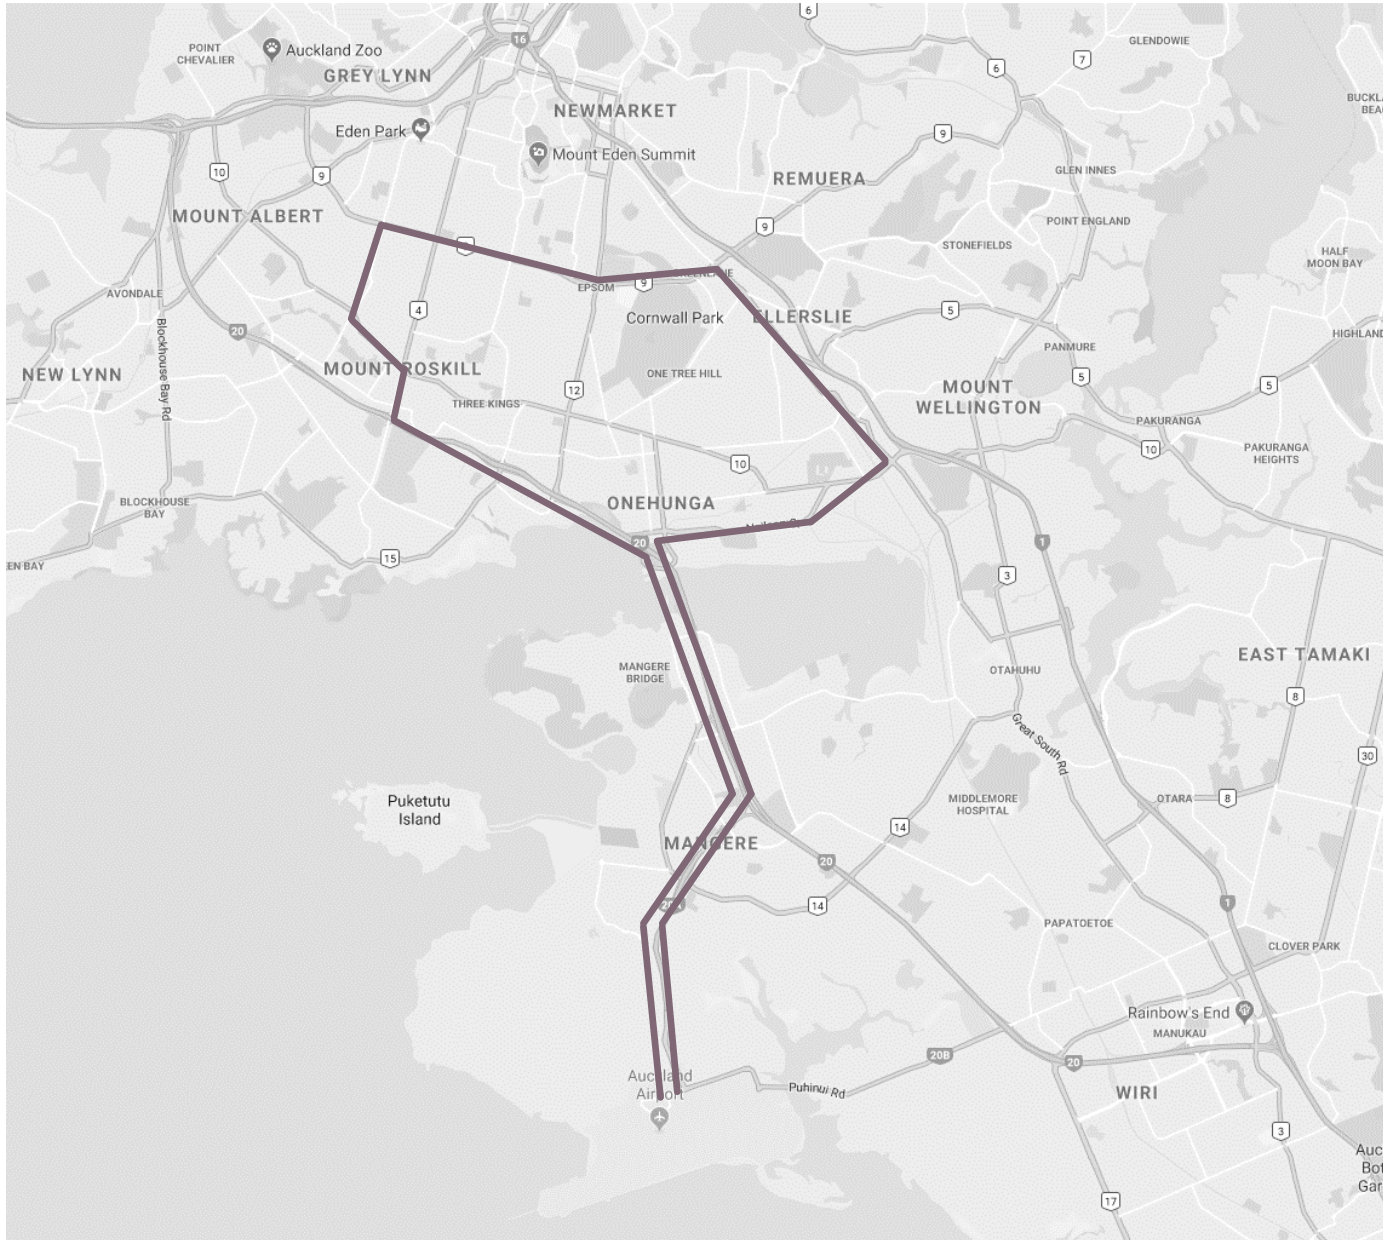 6
16
GLENDOWIE
POINT
CHEVALIER
Auckland Zoo
7
6
GREY LYNN
NEWMARKET
Eden Park
9
Mount Eden Summit
10
9
REMUERA
GLEN INNES
MOUNT ALBERT
9
POINT ENGLAND
STONEFIELDS
HALF
MOON BAY
EPSOM
9
AVONDALE
4
Cornwall Park
ELLERSLIE
5
20
Blockhouse Bay Rd
HIGHLAND
PANMURE
NEW LYNN
MOUNT ROSKILL
ONE TREE HILL
5
5
MOUNT
WELLINGTON
12
THREE KINGS
PAKURANGA
10
PAKURANGA
HEIGHTS
10
BLOCKHOUSE
BAY
ONEHUNGA
20
1
15
EN BAY
3
MANGERE
BRIDGE
OTAHUHU
EAST TAMAKI
8
Great South Rd
30
Puketutu
Island
MIDDLEMORE
HOSPITAL
OTARA
8
14
MANGERE
20
14
1
PAPATOETOE
CLOVER PARK
Rainbow's End
MANUKAU
20B
20
Auckland
Airport
Puhinui Rd
WIRI
3
Auc
Bot
Gar
17